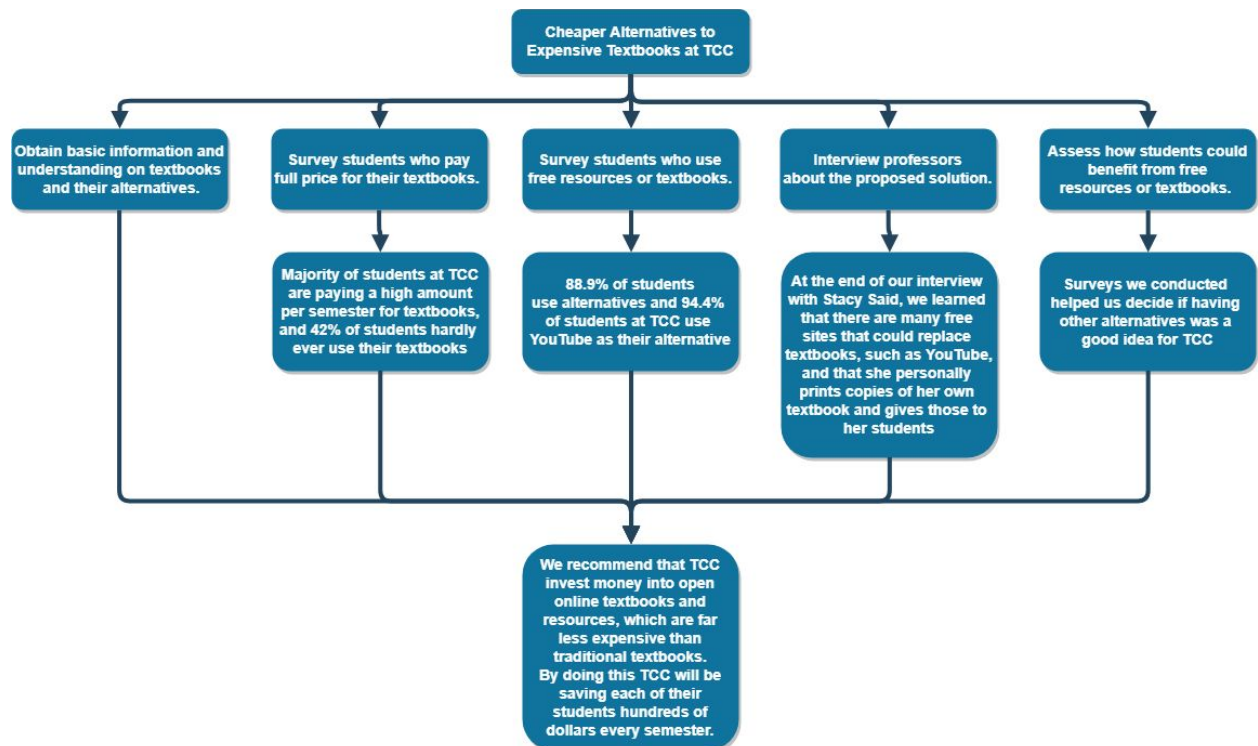 Cheaper Alternatives to
Expensive Textbooks at TCC
Obtain basic information and
understanding on textbooks
and their alternatives.
Survey students who pay
full price for their textbooks.
Survey students who use
free resources or textbooks.
Interview professors
about the proposed solution.
Assess how students could
benefit from free
resources or textbooks.
Majority of students at TCC
are paying a high amount
per semester for textbooks,
and 42% of students hardly
ever use their textbooks
88.9% of students
use alternatives and 94.4%
of students at TCC use
YouTube as their alternative
At the end of our interview
with Stacy Said, we learned
that there are many free
sites that could replace
textbooks, such as YouTube,
and that she personally
prints copies of her own
textbook and gives those to
her students
Surveys we conducted
helped us decide if having
other alternatives was a
good idea for TCC
We recommend that TCC
invest money into open
online textbooks and
resources, which are far
less expensive than
traditional textbooks.
By doing this TCC will be
saving each of their
students hundreds of
dollars every semester.